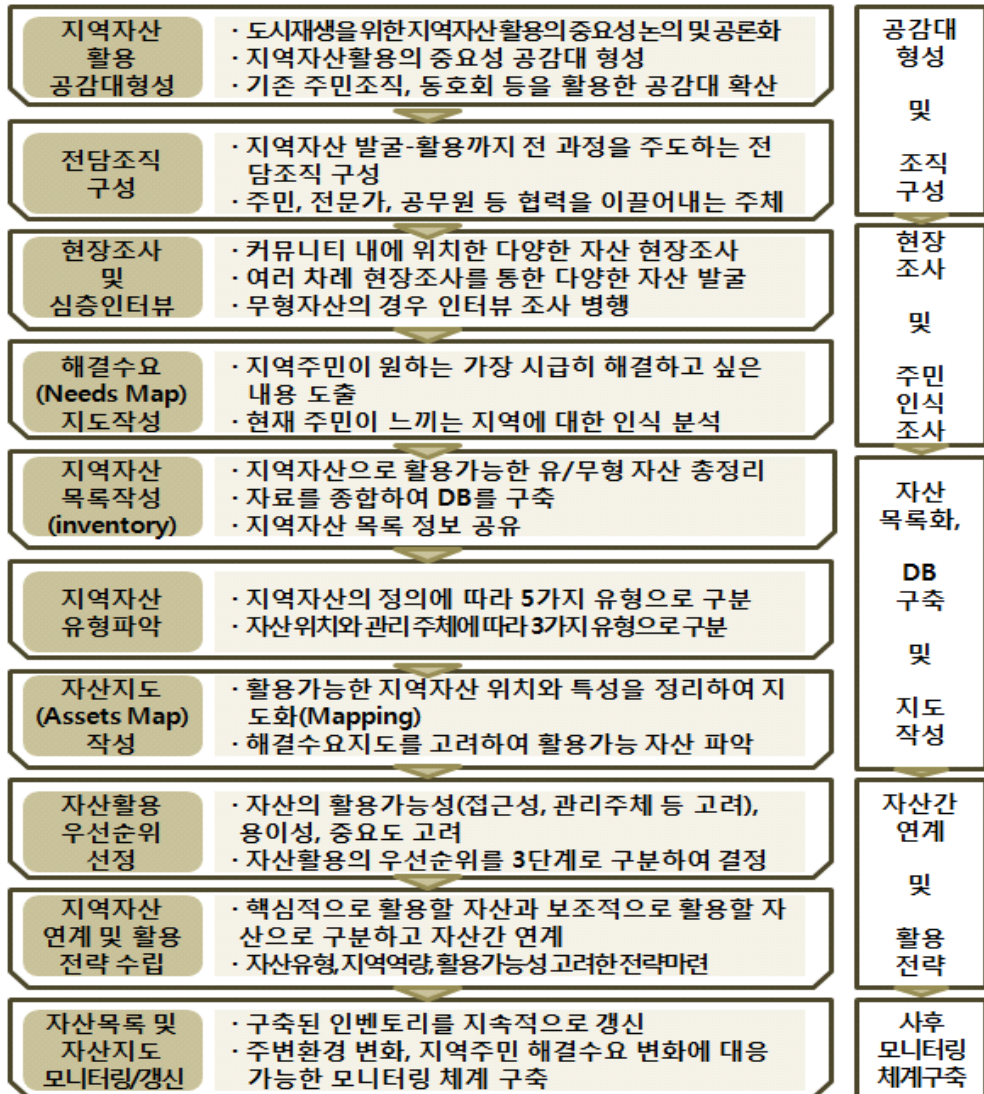 지역자산
활용
공감대형성
· 도시재생을 위한 지역자산 활용의 중요성 논의 및 공론화
· 지역자산활용의 중요성 공감대 형성
· 기존 주민조직, 동호회 등을 활용한 공감대 확산
전담조직
구성
· 지역자산 발굴-활용까지 전 과정을 주도하는 전
담조직 구성
· 주민, 전문가, 공무원 등 협력을 이끌어내는 주체
공감대
형성
및
조직
구성
현장조사
및
심층인터뷰
· 커뮤니티 내에 위치한 다양한 자산 현장조사
· 여러 차례 현장조사를 통한 다양한 자산 발굴
· 무형자산의 경우 인터뷰 조사 병행
해결수요
(Needs Map)
지도작성
· 지역주민이 원하는 가장 시급히 해결하고 싶은
내용 도출
· 현재 주민이 느끼는 지역에 대한 인식 분석
현장
조사
및
주민
인식
조사
지역자산
목록작성
(inventory)
· 지역자산으로 활용가능한 유/무형 자산 총정리
· 자료를 종합하여 DB를 구축
· 지역자산 목록 정보 공유
지역자산
유형파악
· 지역자산의 정의에 따라 5가지 유형으로 구분
· 자산위치와 관리 주체에 따라 3가지 유형으로 구분
자산지도
(Assets Map)
작성
· 활용가능한 지역자산 위치와 특성을 정리하여 지
도화(Mapping)
· 해결수요지도를 고려하여 활용가능 자산 파악
자산
목록화,
DB
구축
및
지도
작성
자산활용
우선순위
선정
· 자산의 활용가능성(접근성, 관리주체 등 고려),
용이성, 중요도 고려
· 자산활용의 우선순위를 3단계로 구분하여 결정
지역자산
연계 및 활용
전략 수립
· 핵심적으로 활용할 자산과 보조적으로 활용할 자
산으로 구분하고 자산간 연계
· 자산유형, 지역역량, 활용가능성 고려한 전략마련
자산간
연계
및
활용
전략
자산목록 및
자산지도
모니터링/갱신
· 구축된 인벤토리를 지속적으로 갱신
· 주변환경 변화, 지역주민 해결수요 변화에 대응
가능한 모니터링 체계 구축
사후
모니터링
체계구축